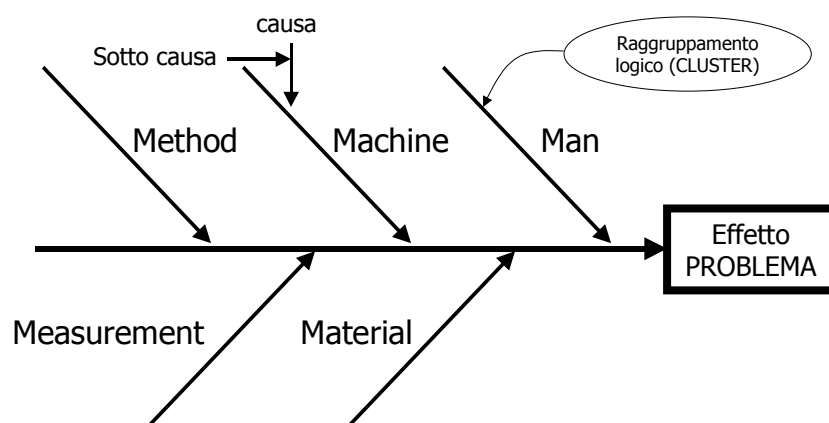 causa
Sotto causa
Raggruppamento
logico (CLUSTER)
Method
Machine
Man
Effetto
PROBLEMA
Measurement
Material